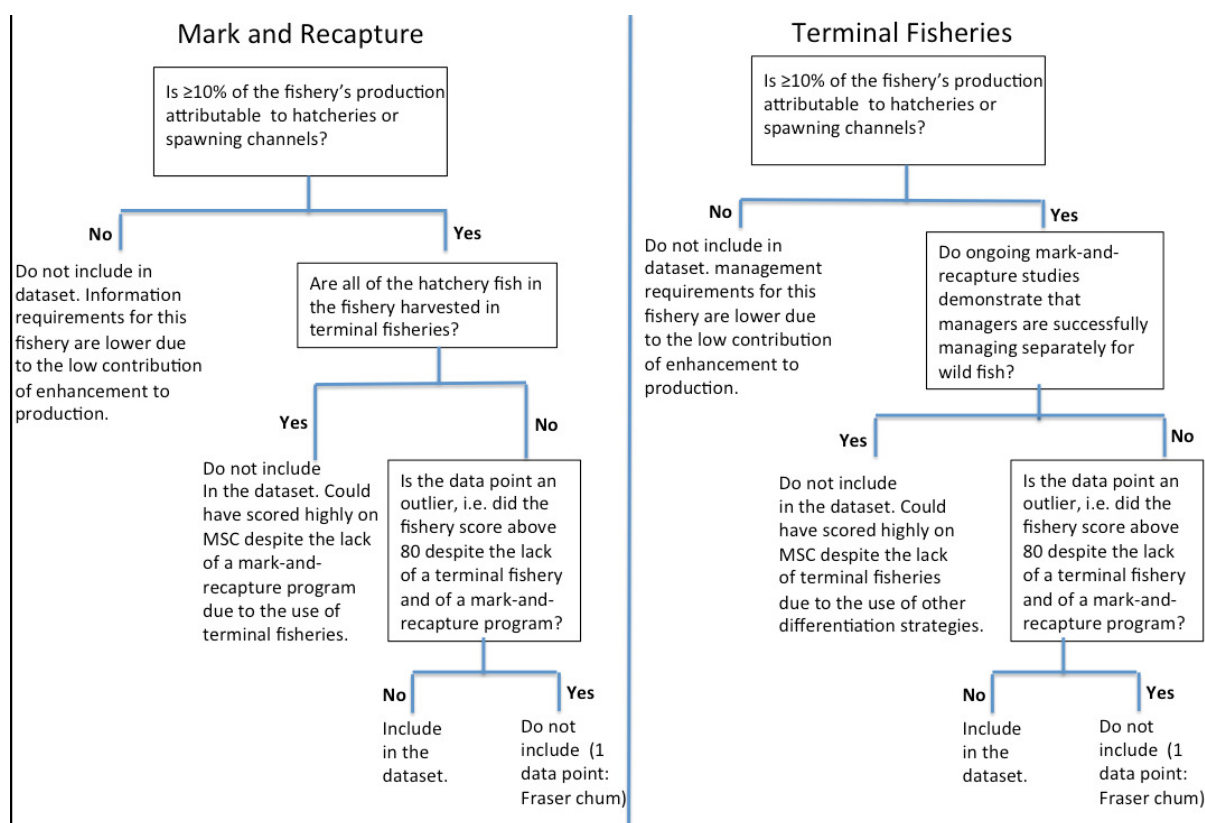 Mark and Recapture
Is ≥10% of the fishery's production
attributable to hatcheries or
spawning channels?
No
Yes
Do not include in
dataset. Information
requirements for this
fishery are lower due
to the low contribution
of enhancement to
production.
Are all of the hatchery fish in
the fishery harvested in
terminal fisheries?
Yes
No
Do not include
In the dataset. Could
have scored highly on
MSC despite the lack
of a mark-and-
recapture program
due to the use of
terminal fisheries.
Is the data point an
outlier, i.e. did the
fishery score above
80 despite the lack
of a terminal fishery
and of a mark-and-
recapture program?
No
Yes
Include
in the
dataset.
Do not
include (1
data point:
Fraser chum)
Terminal Fisheries
Is ≥10% of the fishery's production
attributable to hatcheries or
spawning channels?
No
Yes
Do not include in
dataset. management
requirements for this
fishery are lower due
to the low contribution
of enhancement to
production.
Do ongoing mark-and-
recapture studies
demonstrate that
managers are successfully
managing separately for
wild fish?
Yes
No
Do not include
in the dataset. Could
have scored highly on
MSC despite the lack
of terminal fisheries
due to the use of other
differentiation strategies.
Is the data point an
outlier, i.e. did the
fishery score above
80 despite the lack
of a terminal fishery
and of a mark-and-
recapture program?
No
Yes
Include
in the
dataset.
Do not
include (1
data point:
Fraser chum)